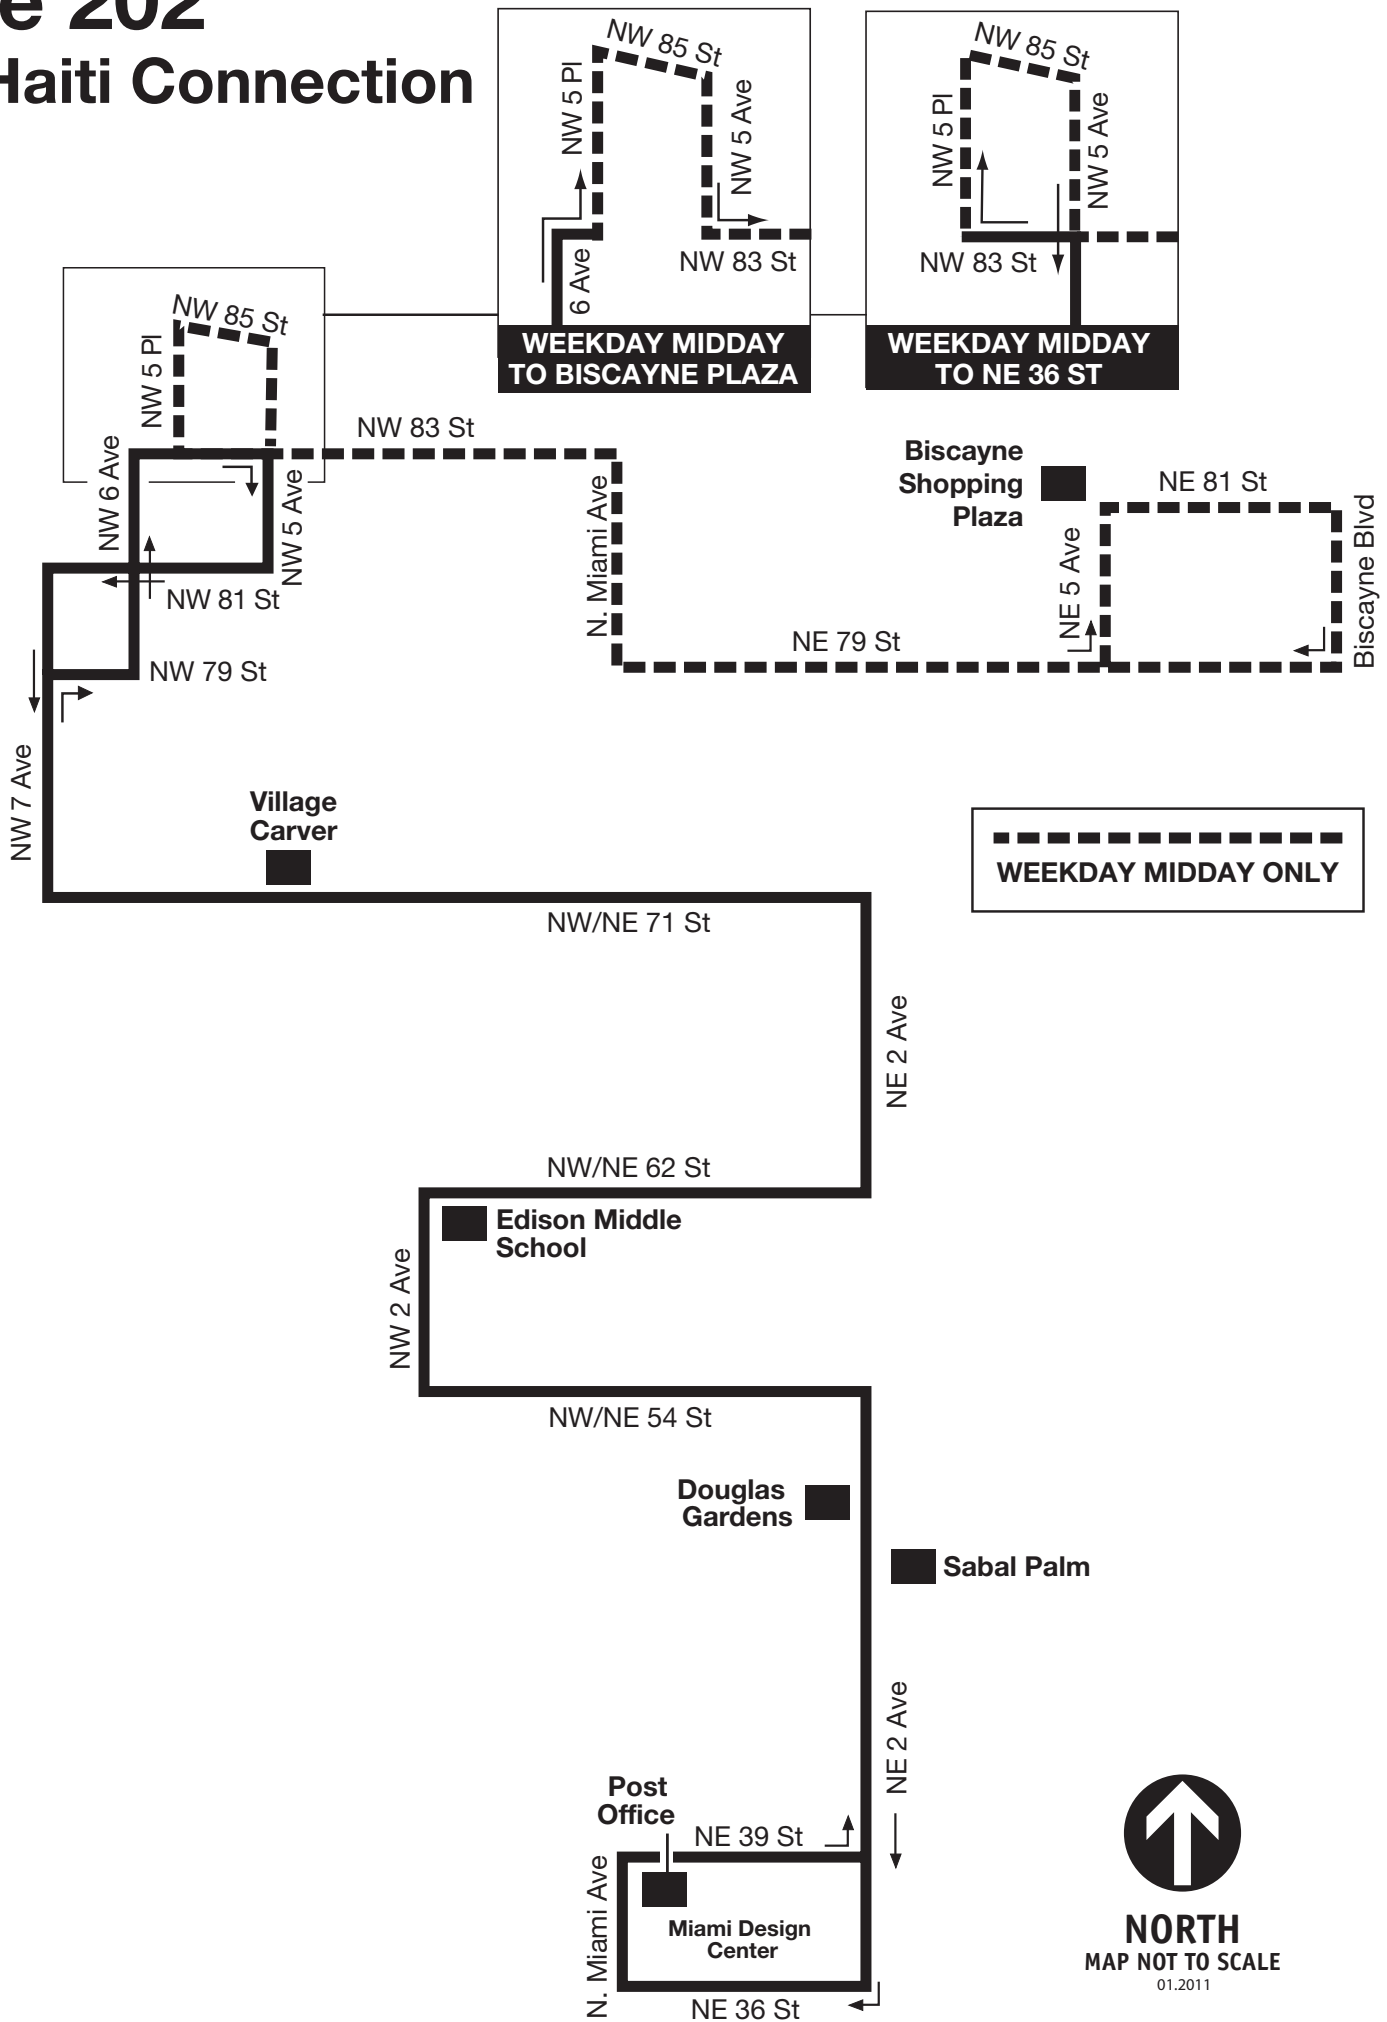 e 202
Haiti Connection
NW 85 St
NW 5 Pl
NW 5 Ave
6 Ave
NW 83 St
WEEKDAY MIDDAY
TO BISCAYNE PLAZA
NW 85 St
NW 5 Pl
NW 5 Ave
NW 83 St
WEEKDAY MIDDAY
TO NE 36 ST
NW 85 St
NW 5 Pl
NW 6 Ave
NW 83 St
NW 5 Ave
NW 81 St
NW 79 St
N. Miami Ave
Biscayne
Shopping
Plaza
NE 81 St
NE 5 Ave
Biscayne Blvd
NE 79 St
NW 7 Ave
Village
Carver
WEEKDAY MIDDAY ONLY
NW/NE 71 St
NE 2 Ave
NW/NE 62 St
Edison Middle
School
NW 2 Ave
NW/NE 54 St
Douglas
Gardens
Sabal Palm
NE 2 Ave
Post
Office
NE 39 St
N. Miami Ave
Miami Design
Center
NE 36 St
NORTH
MAP NOT TO SCALE
01.2011